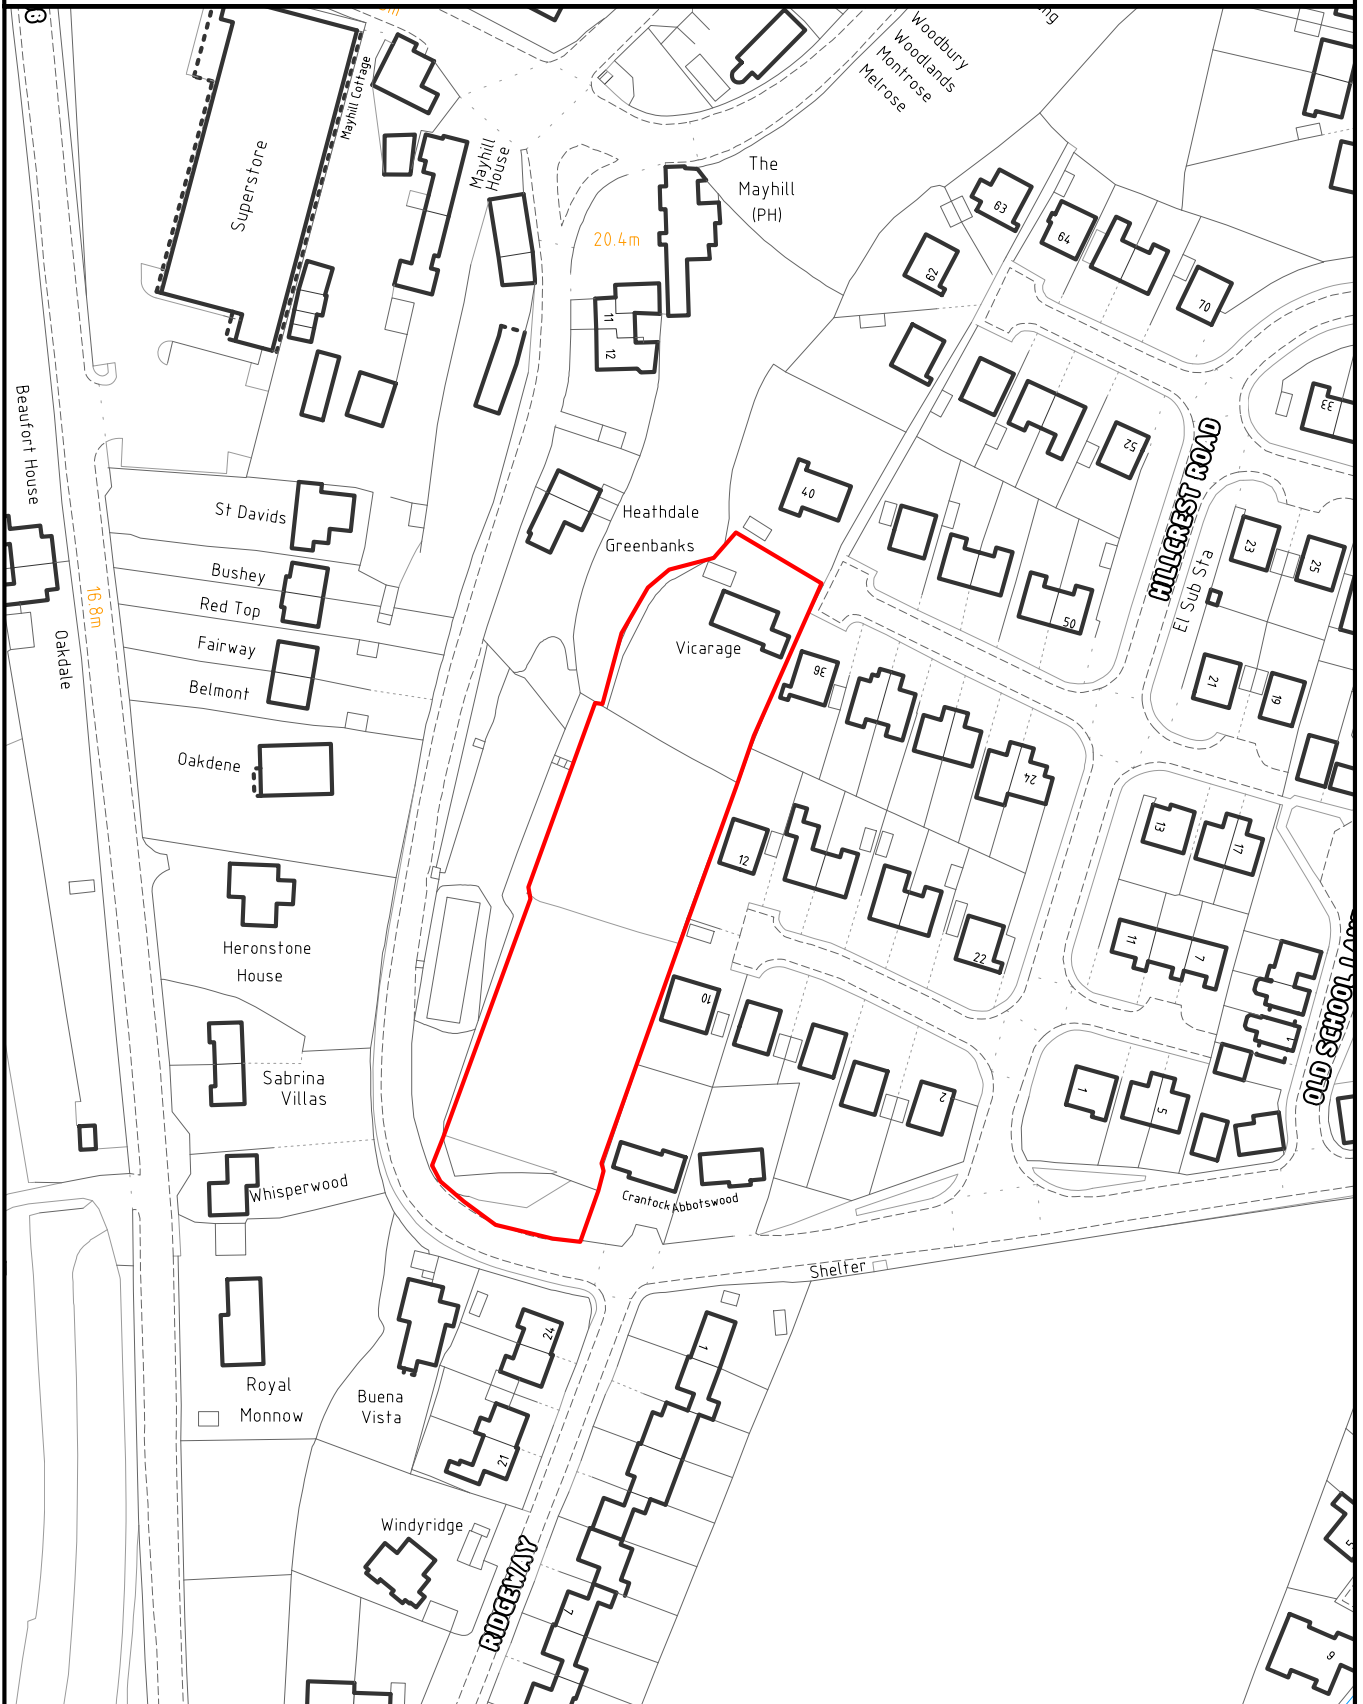 Woodbury
Woodlands
Montrose
Melrose
Mayhill Cottage
Superstore
Mayhill
House
The
Mayhill
(PH)
20.4m
11
12
63
64
62
70
33
Beaufort House
52
40
HILLCREST ROAD
St Davids
Heathdale
Greenbanks
Bushey
Red Top
Fairway
Belmont
16.8m
Oakdale
Vicarage
50
El Sub Sta
23
25
21
19
36
24
Oakdene
12
13
17
22
11
7
Heronstone
House
10
OLD SCHOOL LANE
1
Sabrina
Villas
2
1
5
Whisperwood
Crantock
Abbotswood
Shelter
24
1
Royal
Monnow
Buena
Vista
21
Windyridge
RIDGEWAY
7
5
9